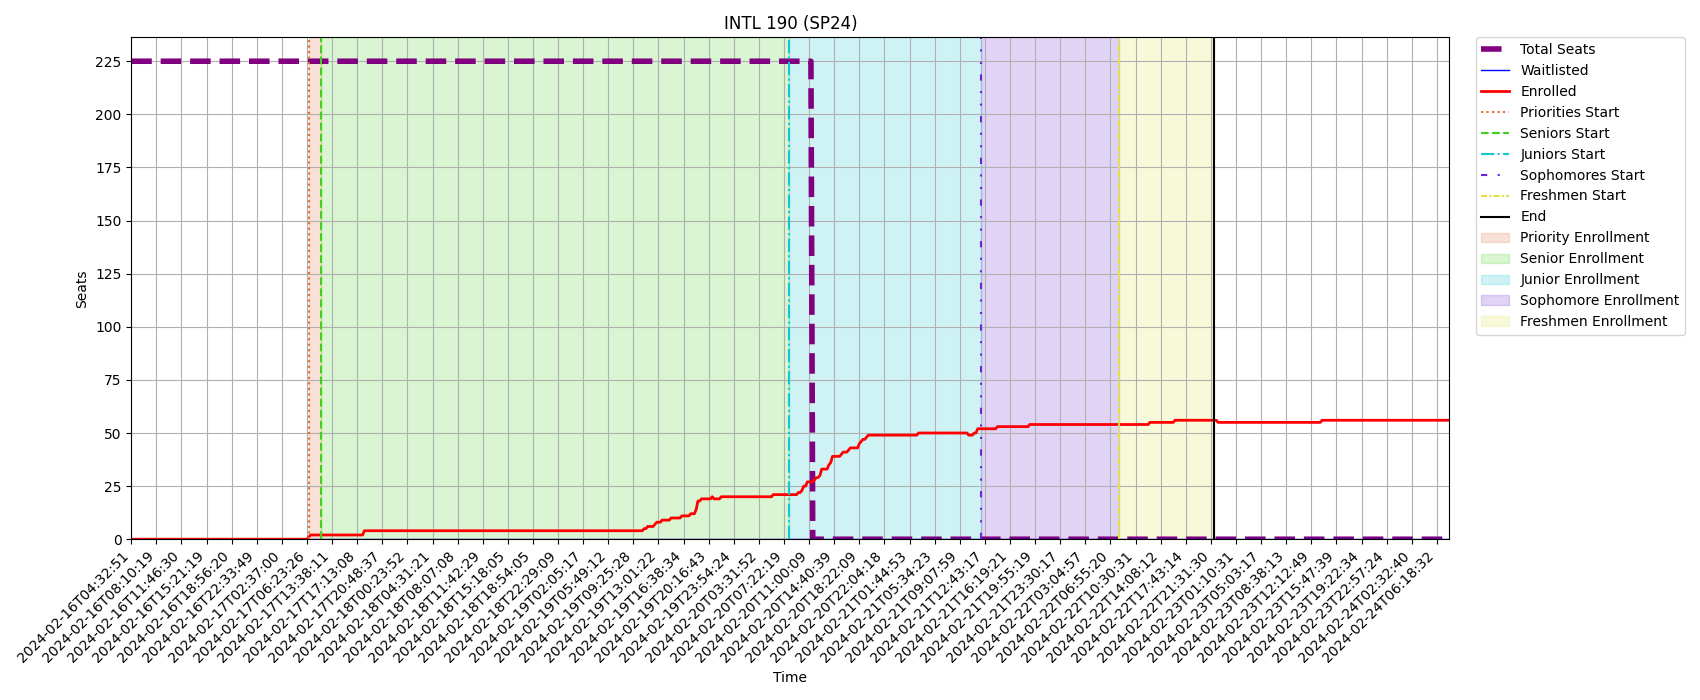 INTL 190 (SP24)
Seats
225
200
175
150
125
100
75
50
25
0
2024-02-16T04:32:51
2024-02-16T08:10:19
2024-02-16T11:46:30
2024-02-16T15:21:19
2024-02-16T18:56:20
2024-02-16T22:33:49
2024-02-17T02:37:00
2024-02-17T06:23:26
2024-02-17T13:38:11
2024-02-17T17:13:08
2024-02-17T20:48:37
2024-02-18T00:23:52
2024-02-18T04:31:21
2024-02-18T08:07:08
2024-02-18T11:42:29
2024-02-18T15:18:05
2024-02-18T18:54:05
2024-02-18T22:29:09
2024-02-19T02:05:17
2024-02-19T05:49:12
2024-02-19T09:25:28
2024-02-19T13:01:22
2024-02-19T16:38:34
2024-02-19T20:16:43
2024-02-19T23:54:24
2024-02-20T03:31:52
2024-02-20T07:22:19
2024-02-20T11:00:09
2024-02-20T14:40:39
2024-02-20T18:22:09
2024-02-20T22:04:18
2024-02-21T01:44:53
2024-02-21T05:34:23
2024-02-21T09:07:59
2024-02-21T12:43:17
2024-02-21T16:19:21
2024-02-21T19:55:19
2024-02-21T23:30:17
2024-02-22T03:04:57
2024-02-22T06:55:20
2024-02-22T10:30:31
2024-02-22T14:08:12
2024-02-22T17:43:14
2024-02-22T21:31:30
2024-02-23T01:10:31
2024-02-23T05:03:17
2024-02-23T08:38:13
2024-02-23T12:12:49
2024-02-23T15:47:39
2024-02-23T19:22:34
2024-02-23T22:57:24
2024-02-24T02:32:40
2024-02-24T06:18:32
Time
Total Seats
Waitlisted
Enrolled
Priorities Start
Seniors Start
Juniors Start
Sophomores Start
Freshmen Start
End
Priority Enrollment
Senior Enrollment
Junior Enrollment
Sophomore Enrollment
Freshmen Enrollment